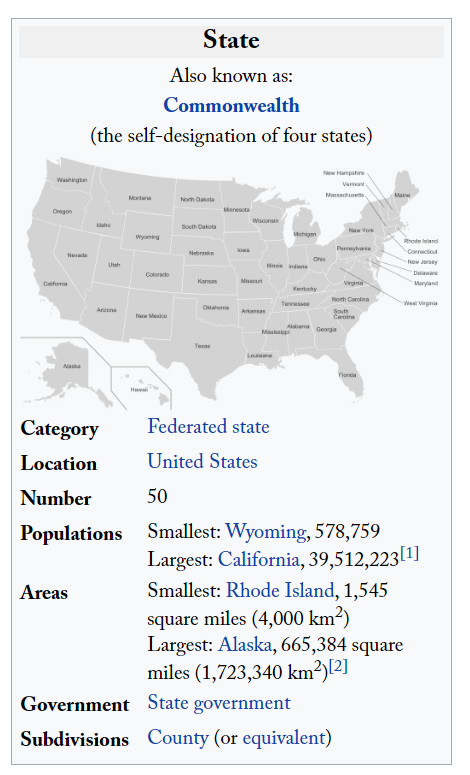 State
Also known as:
Commonwealth
(the self-designation of four states)
New Hampshire
Vermont
Massachusetts
Washington
Montana
North Dakota
Minnesota
Maine
Oregon
Idaho
Wyoming
South Dakota
Wisconsin
Michigan
New York
Rhode Island
Connecticut
Nevada
Utah
Colorado
Nebraska
Iowa
Illinois
Indiana
Ohio
Pennsylvania
New Jersey
Delaware
Maryland
California
Kansas
Missouri
Kentucky
Virginia
West Virginia
Arizona
New Mexico
Oklahoma
Arkansas
Tennessee
North Carolina
South
Carolina
Texas
Mississippi
Alabama
Georgia
Louisiana
Florida
Alaska
Hawaii
Category Federated state
Location United States
Number 50
Populations Smallest: Wyoming, 578,759
Largest: California, 39,512,223[1]
Areas Smallest: Rhode Island, 1,545
square miles (4,000 km²)
Largest: Alaska, 665,384 square
miles (1,723,340 km²)[2]
Government State government
Subdivisions County (or equivalent)